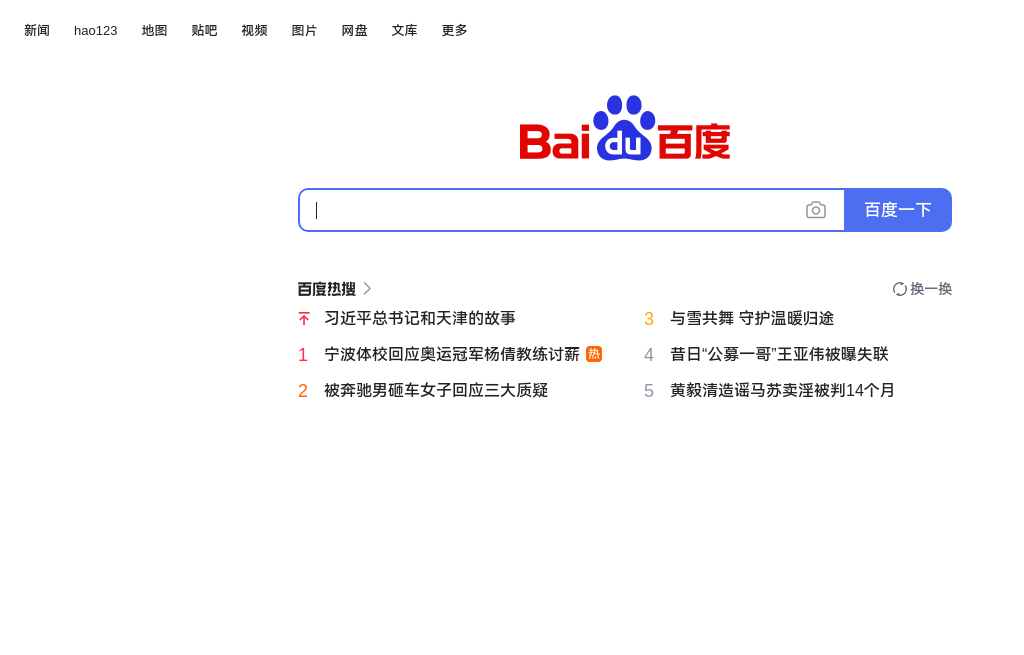 新闻 hao123 地图 贴吧 视频 图片 网盘 文库 更多
Bai du 百度
百度一下
百度热搜 换一换
习近平总书记和天津的故事
3 与雪共舞 守护温暖归途
1 宁波体校回应奥运冠军杨倩教练讨薪 热
4 昔日“公募一哥”王亚伟被曝失联
2 被奔驰男砸车女子回应三大质疑
5 黄毅清造谣马苏卖淫被判14个月